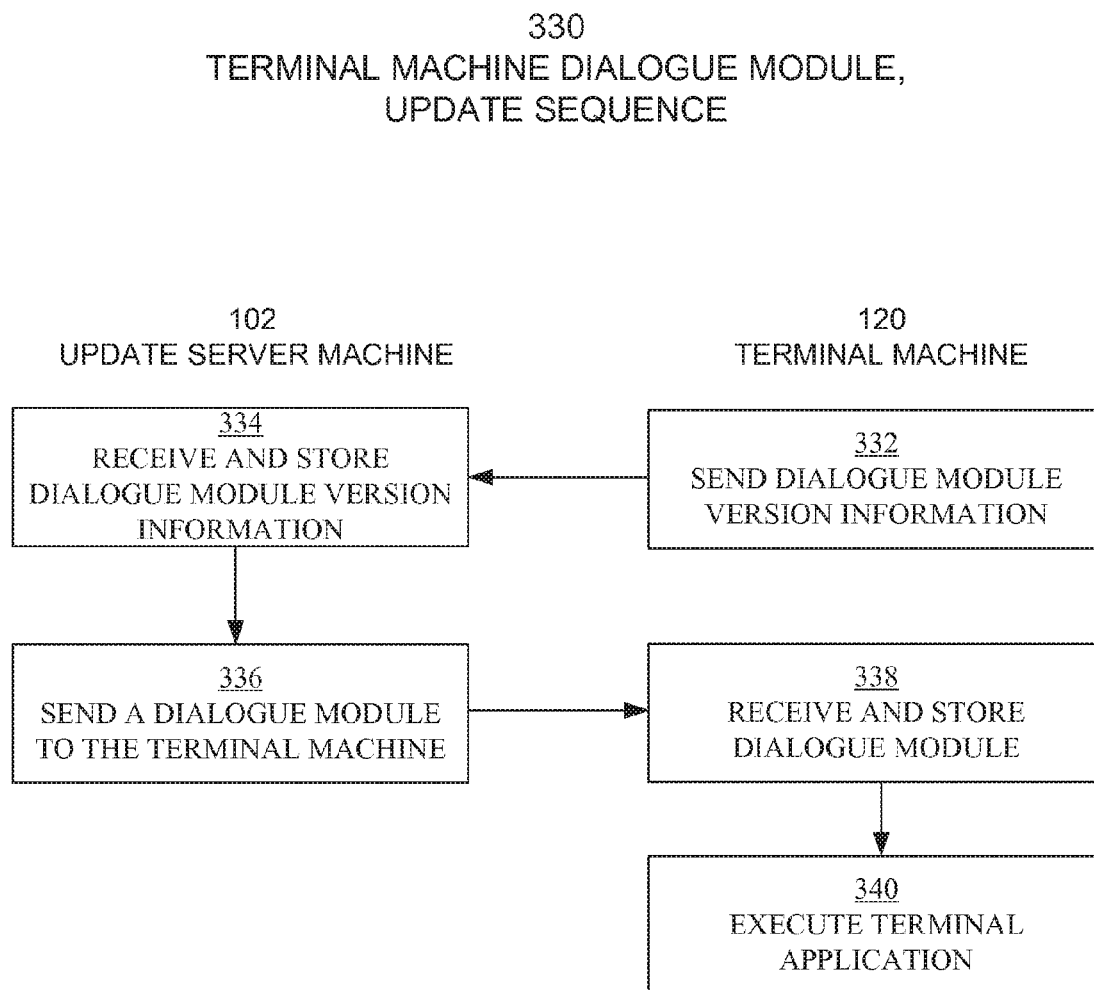 330
TERMINAL MACHINE DIALOGUE MODULE,
UPDATE SEQUENCE
102
UPDATE SERVER MACHINE
120
TERMINAL MACHINE
334
RECEIVE AND STORE
DIALOGUE MODULE VERSION
INFORMATION
332
SEND DIALOGUE MODULE
VERSION INFORMATION
336
SEND A DIALOGUE MODULE
TO THE TERMINAL MACHINE
338
RECEIVE AND STORE
DIALOGUE MODULE
340
EXECUTE TERMINAL
APPLICATION